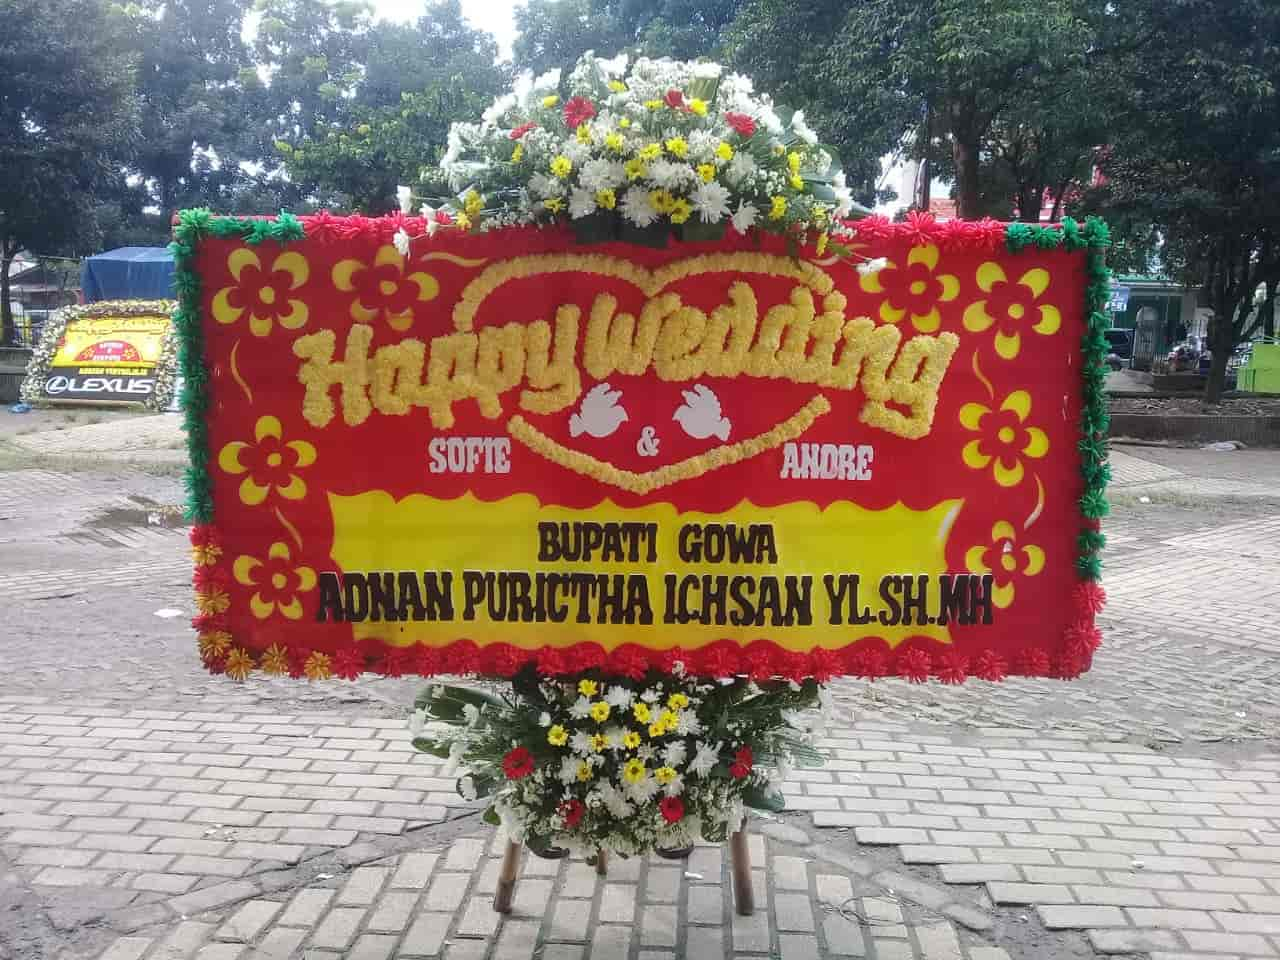 Happy Wedding
SOFIE & ANDRE
BUPATI GOWA
ADNAN PURICTHA ICHSAN YL.SH.MH
LEXUS